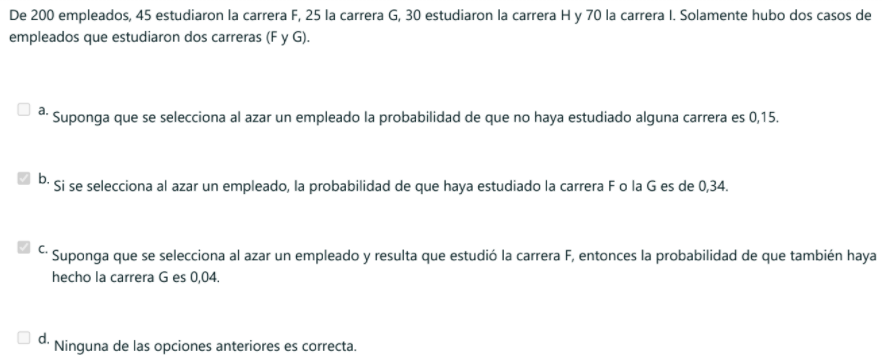 De 200 empleados, 45 estudiaron la carrera F, 25 la carrera G, 30 estudiaron la carrera H y 70 la carrera I. Solamente hubo dos casos de
empleados que estudiaron dos carreras (F y G).
a. Suponga que se selecciona al azar un empleado la probabilidad de que no haya estudiado alguna carrera es 0,15.
b. Si se selecciona al azar un empleado, la probabilidad de que haya estudiado la carrera F o la G es de 0,34.
c. Suponga que se selecciona al azar un empleado y resulta que estudió la carrera F, entonces la probabilidad de que también haya
hecho la carrera G es 0,04.
d. Ninguna de las opciones anteriores es correcta.